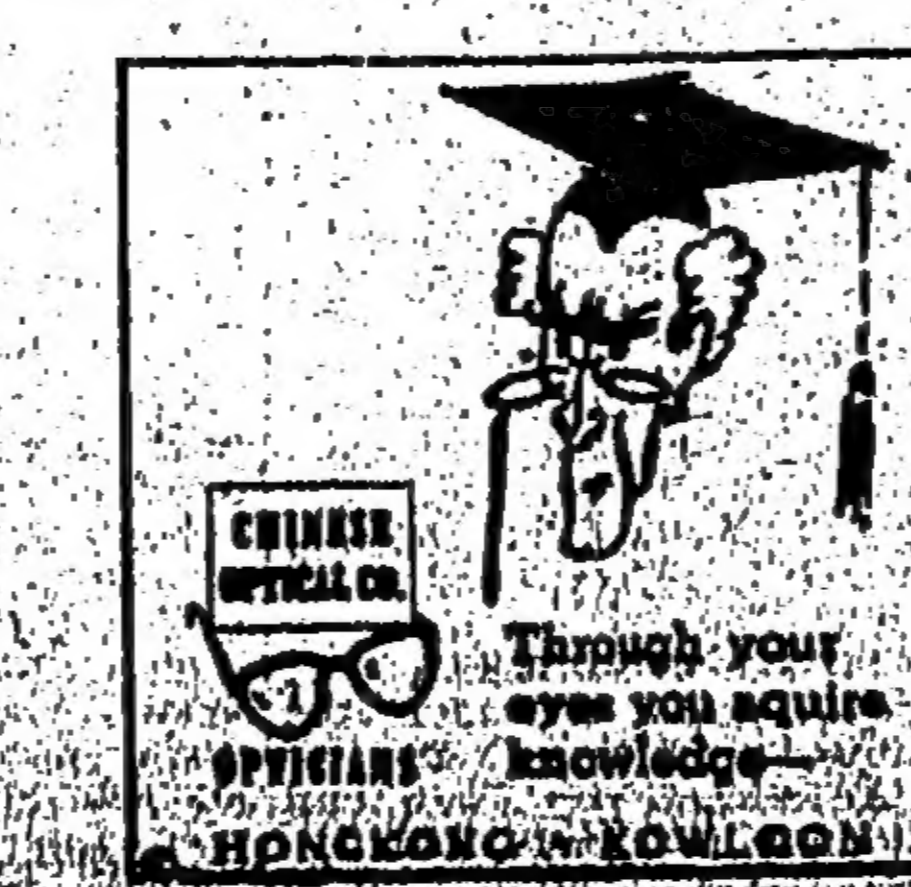 CHINESE
OPTICAL CO.
OPTICIANS
Through your
eyes you aquire
knowledge—
HONGKONG - KOWLOON